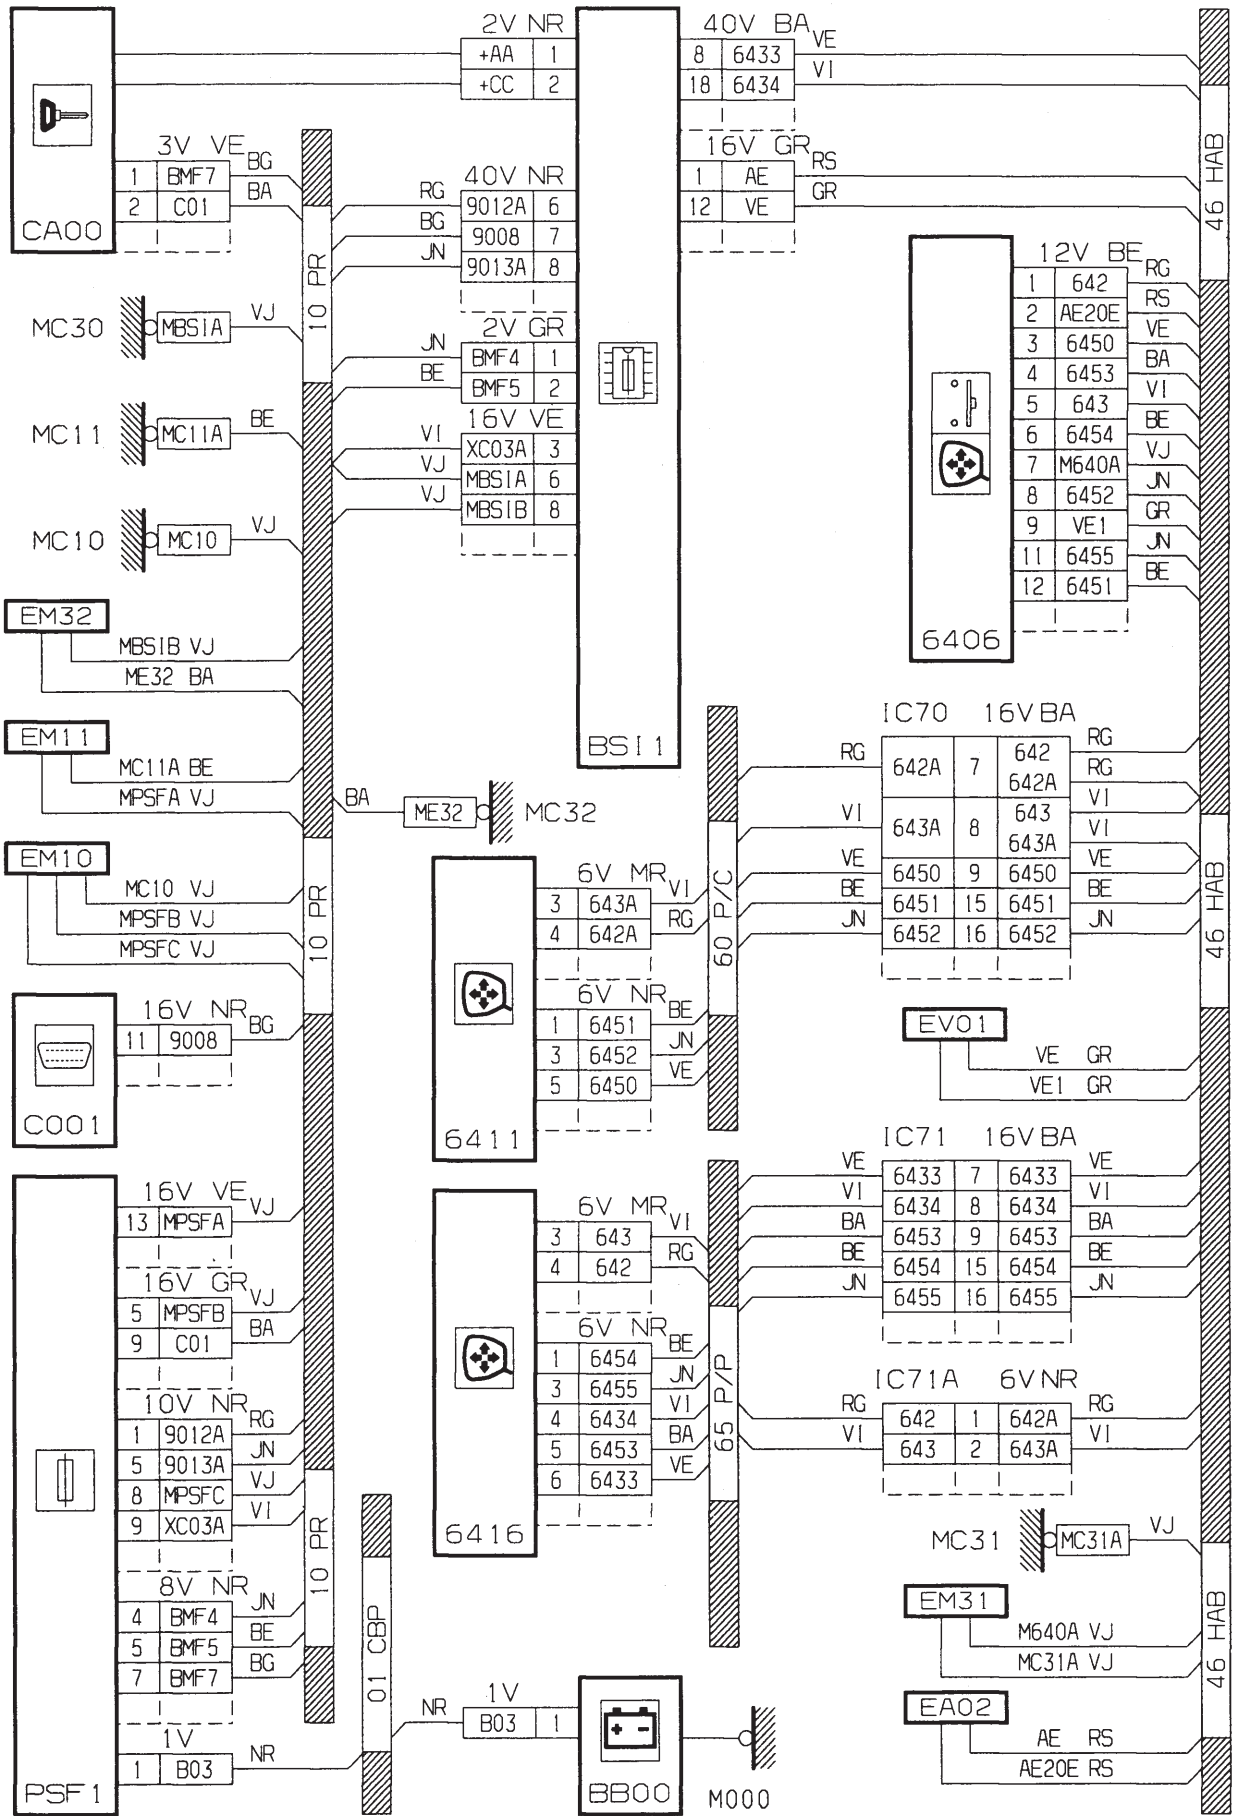 CA00
3V VE
1 BMF7 BG
2 C01 BA
2V NR
+AA 1
+CC 2
40V NR
RG 9012A 6
BG 9008 7
JN 9013A 8
2V GR
JN BMF4 1
BE BMF5 2
16V VE
VI XC03A 3
VJ MBSIA 6
VJ MBSIB 8
BSI1
40V BA
8 6433 VE
18 6434 VI
16V GR
1 AE RS
12 VE GR
46 HAB
10 PR
MC30 MBSIA VJ
MC11 MC11A BE
MC10 MC10 VJ
EM32
MBSIB VJ
ME32 BA
EM11
MC11A BE
MPSFA VJ
EM10
MC10 VJ
MPSFB VJ
MPSFC VJ
10 PR
C001
16V NR
11 9008 BG
PSF1
16V VE
13 MPSFA VJ
16V GR
5 MPSFB VJ
9 C01 BA
10V NR
1 9012A RG
5 9013A JN
8 MPSFC VJ
9 XC03A VI
8V NR
4 BMF4 JN
5 BMF5 BE
7 BMF7 BG
1V
1 B03 NR
10 PR
01 CBP
BA ME32 MC32
6411
6V MR
3 643A VI
4 642A RG
6V NR
1 6451 BE
3 6452 JN
5 6450 VE
60 P/C
6416
6V MR
3 643 VI
4 642 RG
6V NR
1 6454 BE
3 6455 JN
4 6434 VI
5 6453 BA
6 6433 VE
65 P/P
1V
NR B03 1
BB00
M000
6406
12V BE
1 642 RG
2 AE20E RS
3 6450 VE
4 6453 BA
5 643 VI
6 6454 BE
7 M640A VJ
8 6452 JN
9 VE1 GR
11 6455 JN
12 6451 BE
IC70 16V BA
RG 642A 7 642 RG
642A RG
VI 643A 8 643 VI
643A VI
VE 6450 9 6450 VE
BE 6451 15 6451 BE
JN 6452 16 6452 JN
46 HAB
EV01
VE GR
VE1 GR
IC71 16V BA
VE 6433 7 6433 VE
VI 6434 8 6434 VI
BA 6453 9 6453 BA
BE 6454 15 6454 BE
JN 6455 16 6455 JN
IC71A 6V NR
RG 642 1 642A RG
VI 643 2 643A VI
MC31 MC31A VJ
EM31
M640A VJ
MC31A VJ
EA02
AE RS
AE20E RS
46 HAB